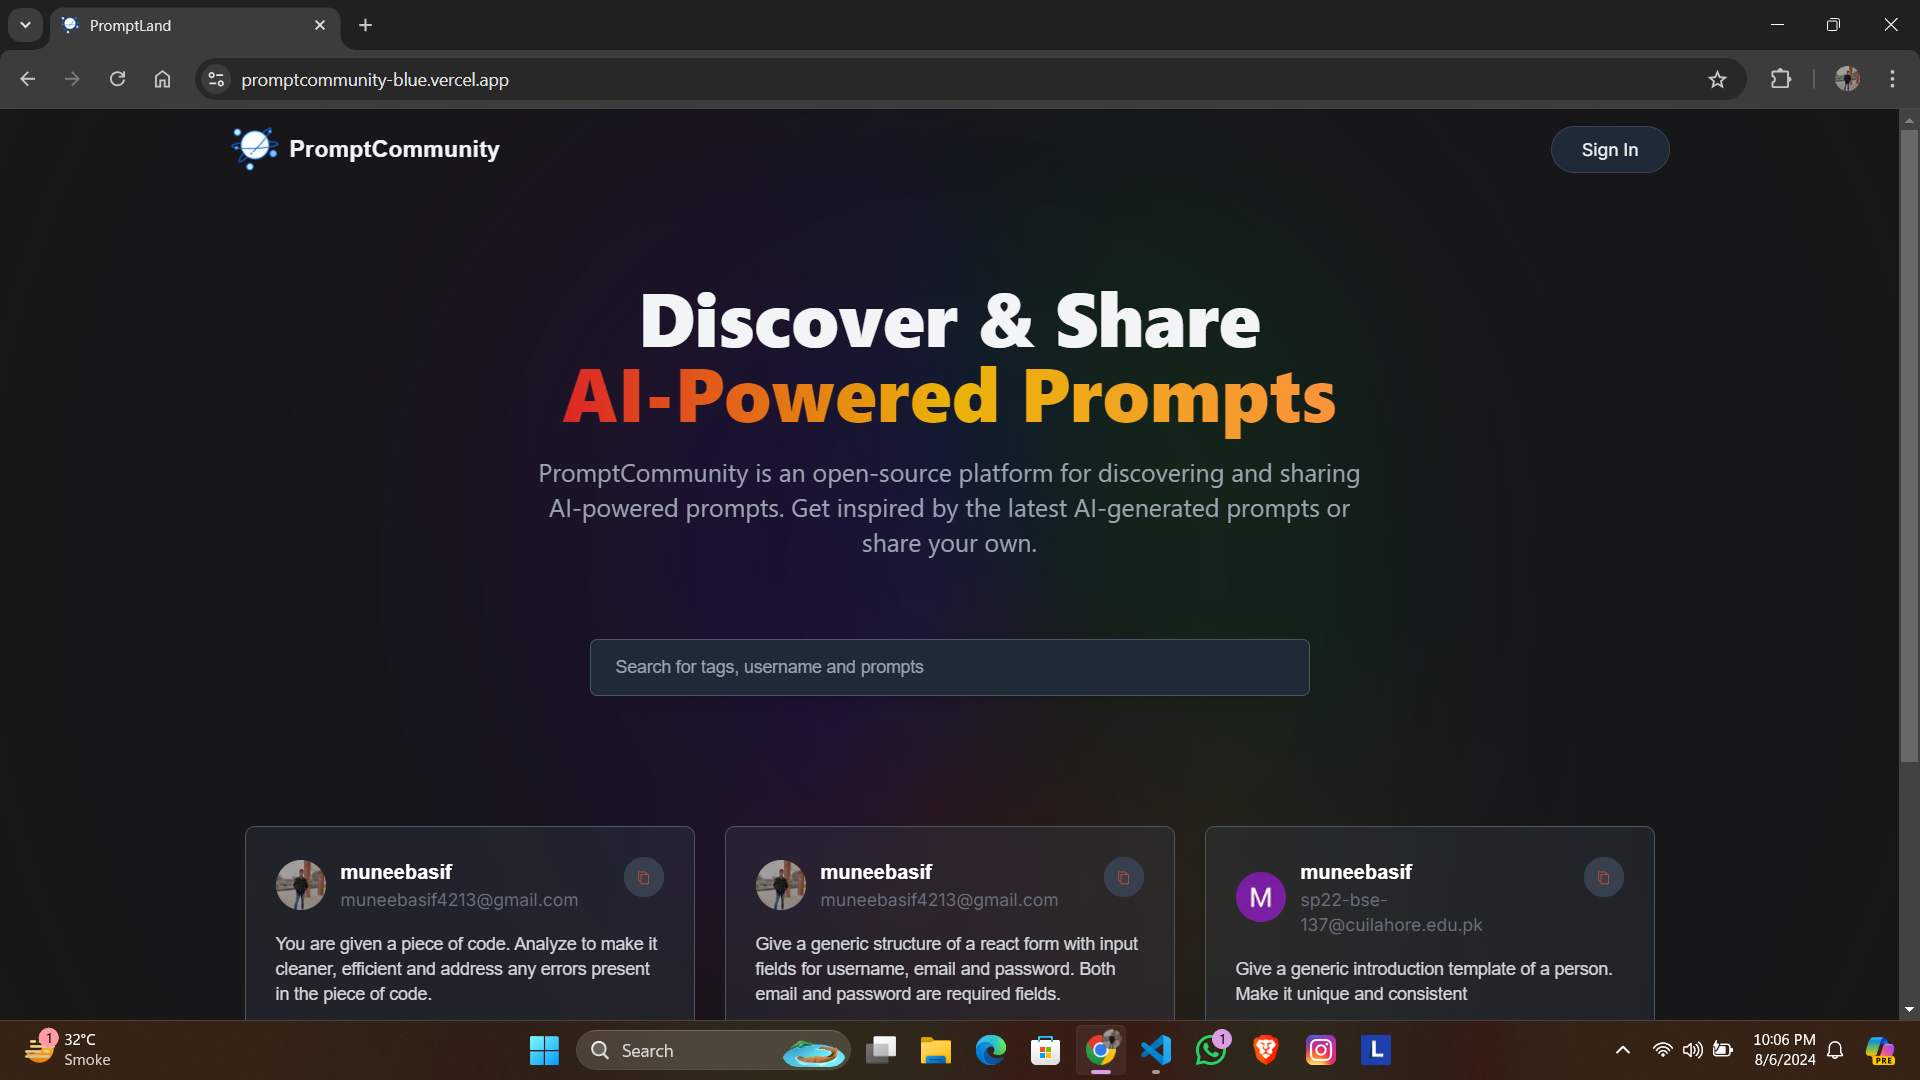 PromptLand
promptcommunity-blue.vercel.app
PromptCommunity
Sign In
Discover & Share
AI-Powered Prompts
PromptCommunity is an open-source platform for discovering and sharing
AI-powered prompts. Get inspired by the latest AI-generated prompts or
share your own.
Search for tags, username and prompts
muneebasif
muneebasif4213@gmail.com
You are given a piece of code. Analyze to make it
cleaner, efficient and address any errors present
in the piece of code.
muneebasif
muneebasif4213@gmail.com
Give a generic structure of a react form with input
fields for username, email and password. Both
email and password are required fields.
M
muneebasif
sp22-bse-
137@cuilahore.edu.pk
Give a generic introduction template of a person.
Make it unique and consistent
1
32°C
Smoke
Search
1
L
10:06 PM
8/6/2024
PRE